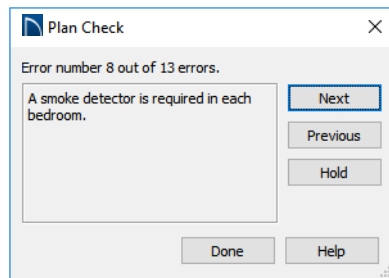 Plan Check
Error number 8 out of 13 errors.
A smoke detector is required in each
bedroom.
Next
Previous
Hold
Done
Help